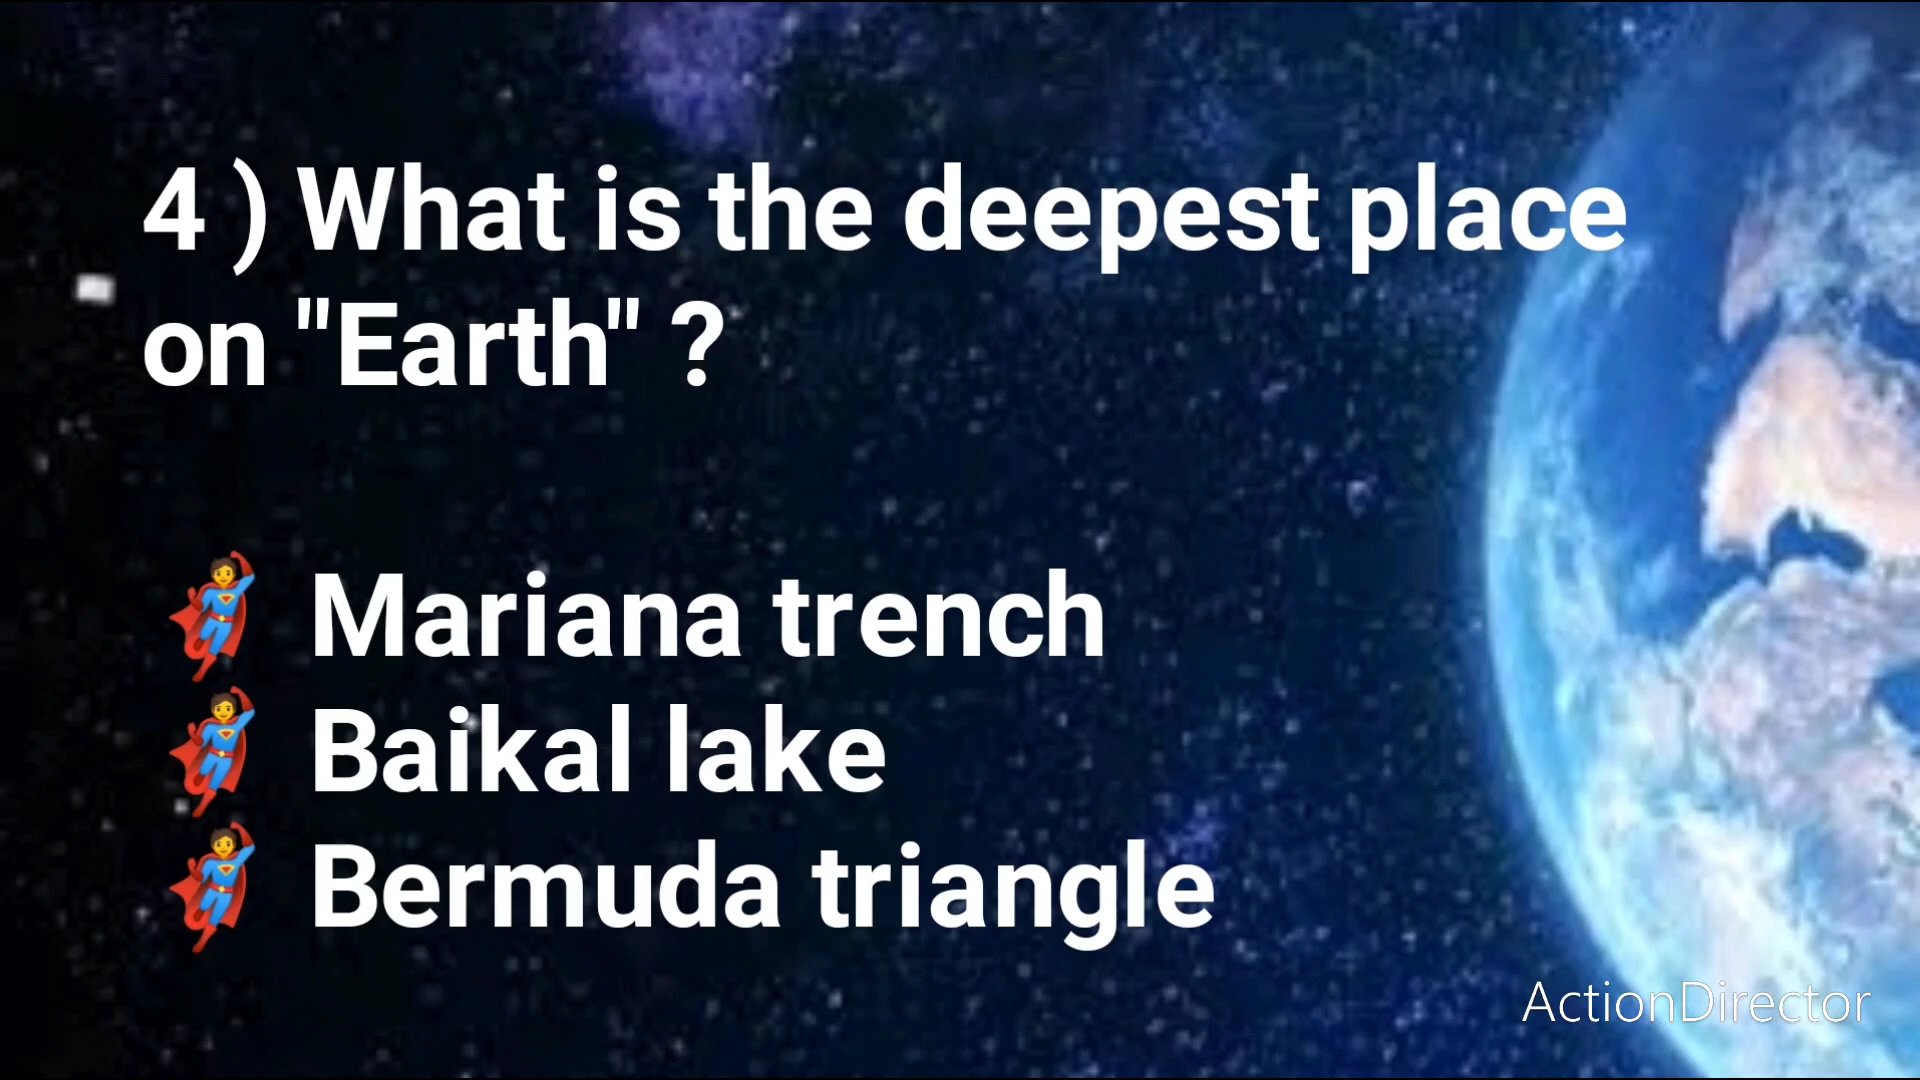 4 ) What is the deepest place
on "Earth" ?
🦸 Mariana trench
🦸 Baikal lake
🦸 Bermuda triangle
ActionDirector